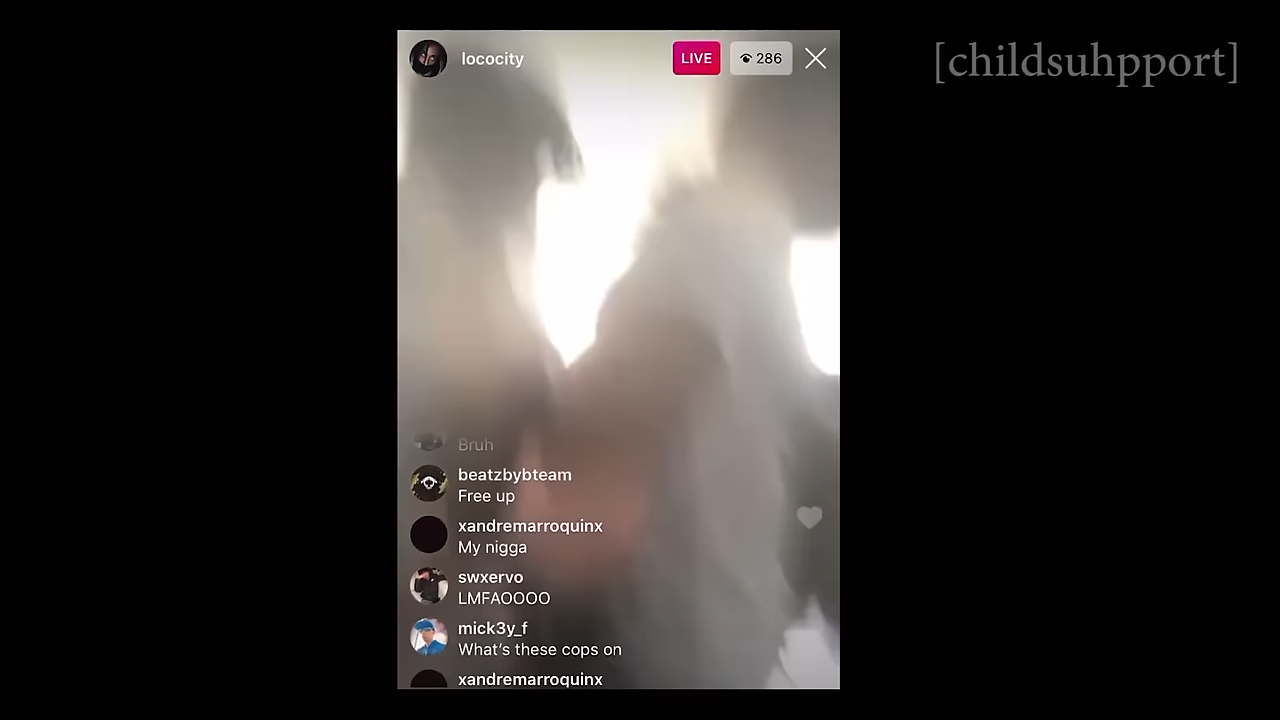 lococity
LIVE
286
[childsuhpport]
Bruh
beatzbybteam
Free up
xandremarroquinx
My nigga
swxervo
LMFAOOOO
mick3y_f
What’s these cops on
xandremarroquinx